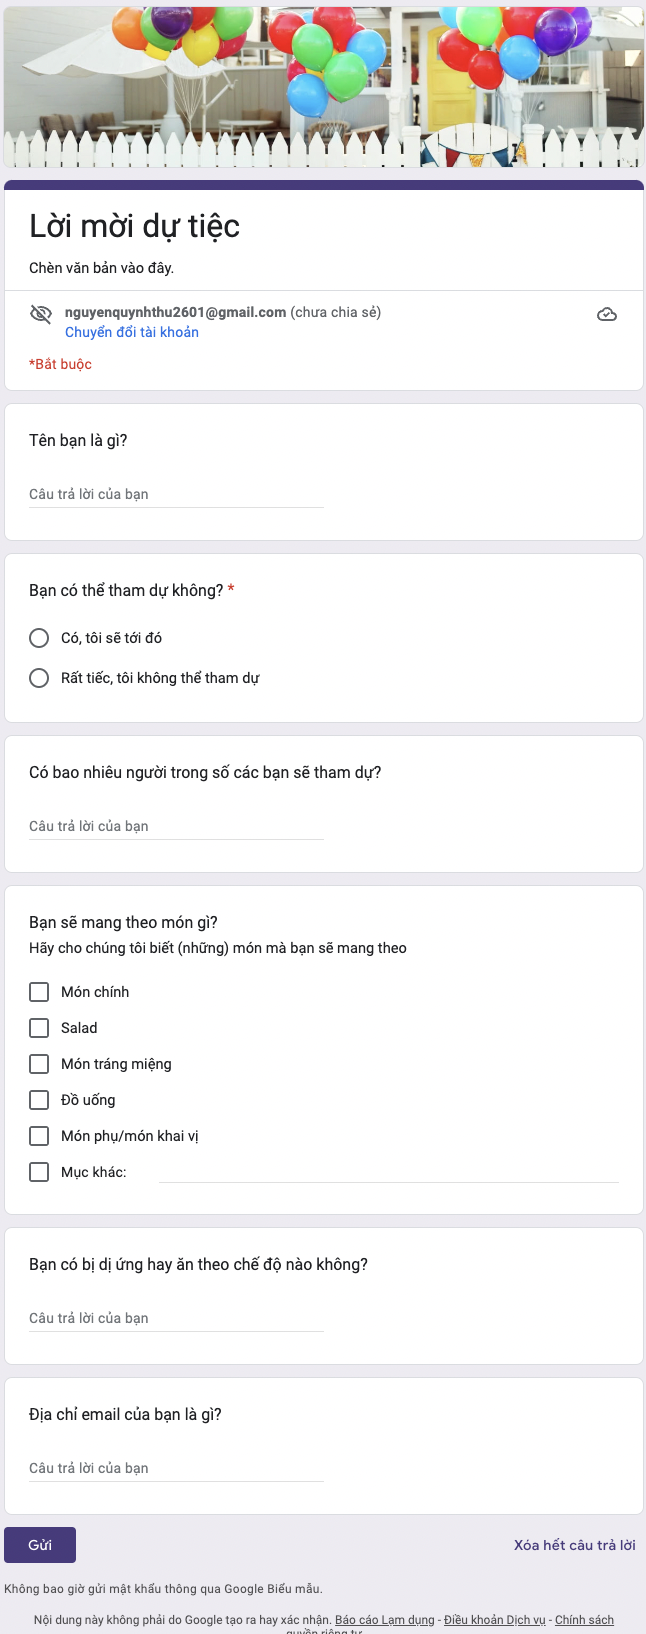 Lời mời dự tiệc
Chèn văn bản vào đây.
nguyenquynhthu2601@gmail.com (chưa chia sẻ)
Chuyển đổi tài khoản
*Bắt buộc
Tên bạn là gì?
Câu trả lời của bạn
Bạn có thể tham dự không? *
Có, tôi sẽ tới đó
Rất tiếc, tôi không thể tham dự
Có bao nhiêu người trong số các bạn sẽ tham dự?
Câu trả lời của bạn
Bạn sẽ mang theo món gì?
Hãy cho chúng tôi biết (những) món mà bạn sẽ mang theo
Món chính
Salad
Món tráng miệng
Đồ uống
Món phụ/món khai vị
Mục khác:
Bạn có bị dị ứng hay ăn theo chế độ nào không?
Câu trả lời của bạn
Địa chỉ email của bạn là gì?
Câu trả lời của bạn
Gửi
Xóa hết câu trả lời
Không bao giờ gửi mật khẩu thông qua Google Biểu mẫu.
Nội dung này không phải do Google tạo ra hay xác nhận. Báo cáo Lạm dụng - Điều khoản Dịch vụ - Chính sách
quyền riêng tư